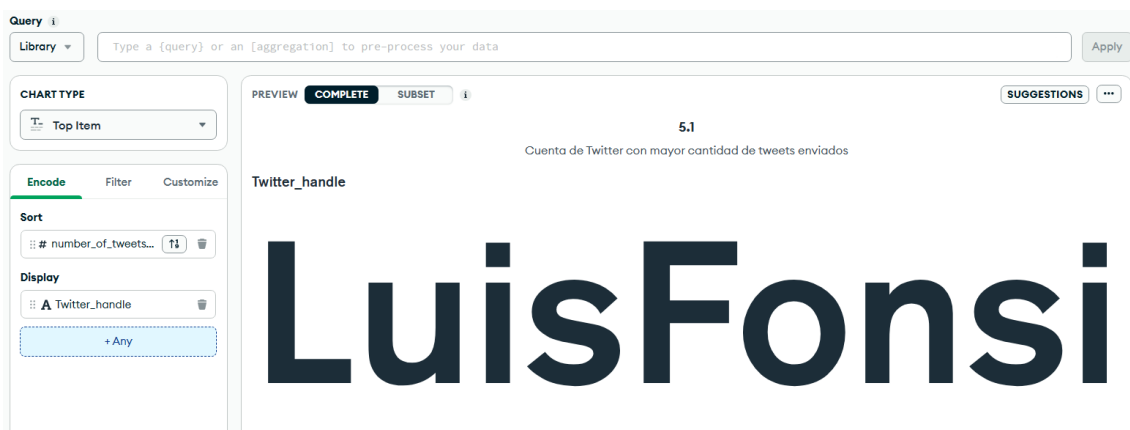 Query i
Library
Type a {query} or an [aggregation] to pre-process your data
Apply
CHART TYPE
Top Item
Encode Filter Customize
Sort
# number_of_tweets...
Display
A Twitter_handle
+ Any
PREVIEW COMPLETE SUBSET i
SUGGESTIONS ...
5.1
Cuenta de Twitter con mayor cantidad de tweets enviados
Twitter_handle
LuisFonsi